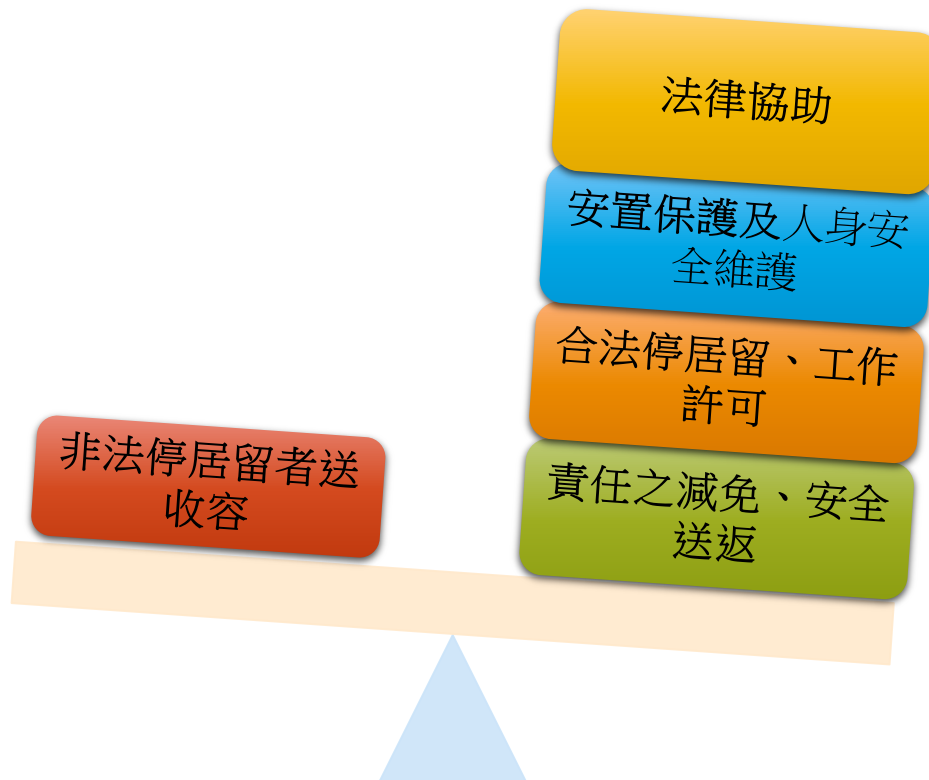 法律協助
安置保護及人身安
全維護
合法停居留、工作
許可
責任之減免、安全
送返
非法停居留者送
收容